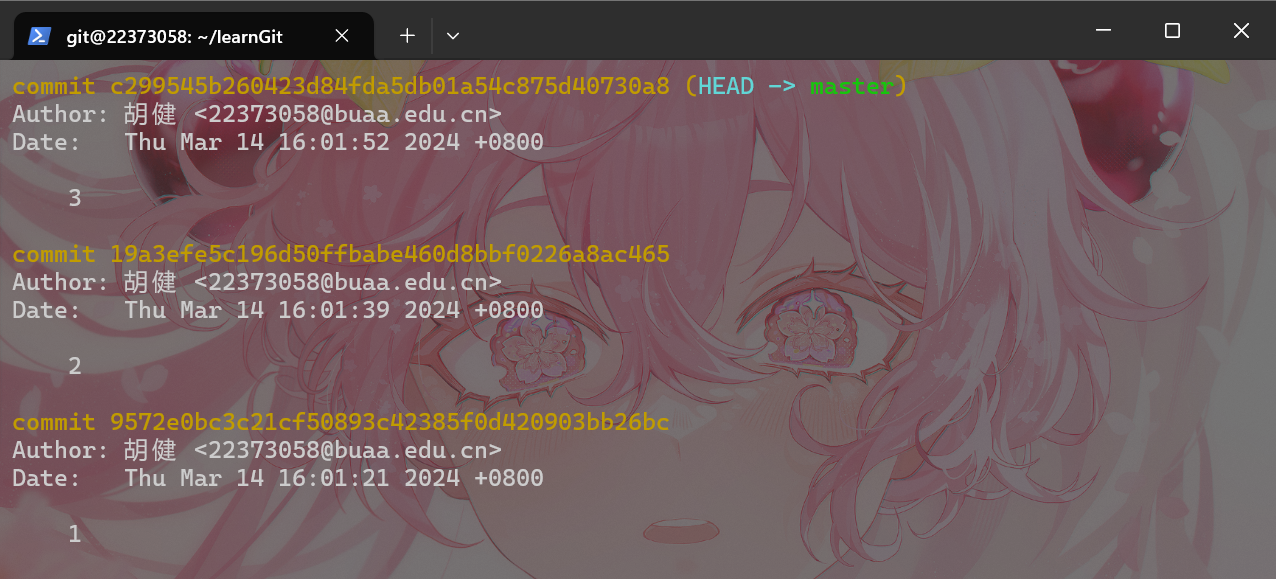 git@22373058: ~/learnGit
commit c299545b260423d84fda5db01a54c875d40730a8 (HEAD -> master)
Author: 胡健 <22373058@buaa.edu.cn>
Date:   Thu Mar 14 16:01:52 2024 +0800
3
commit 19a3efe5c196d50ffbabe460d8bbf0226a8ac465
Author: 胡健 <22373058@buaa.edu.cn>
Date:   Thu Mar 14 16:01:39 2024 +0800
2
commit 9572e0bc3c21cf50893c42385f0d420903bb26bc
Author: 胡健 <22373058@buaa.edu.cn>
Date:   Thu Mar 14 16:01:21 2024 +0800
1